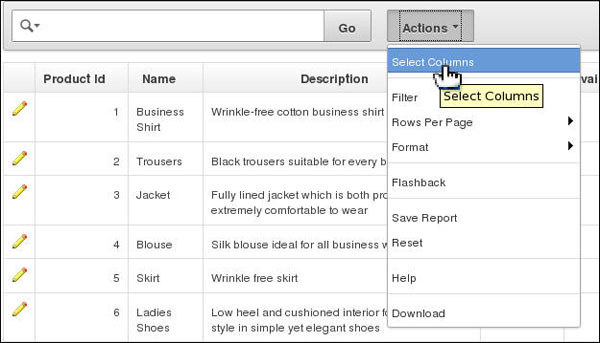 Go
Actions
Select Columns
Filter
Select Columns
Rows Per Page
Format
Flashback
Save Report
Reset
Help
Download
Product Id Name Description
1 Business Shirt Wrinkle-free cotton business shirt
2 Trousers Black trousers suitable for every
3 Jacket Fully lined jacket which is both
extremely comfortable to wear
4 Blouse Silk blouse ideal for all business
5 Skirt Wrinkle free skirt
6 Ladies Shoes Low heel and cushioned interior
style in simple yet elegant shoes